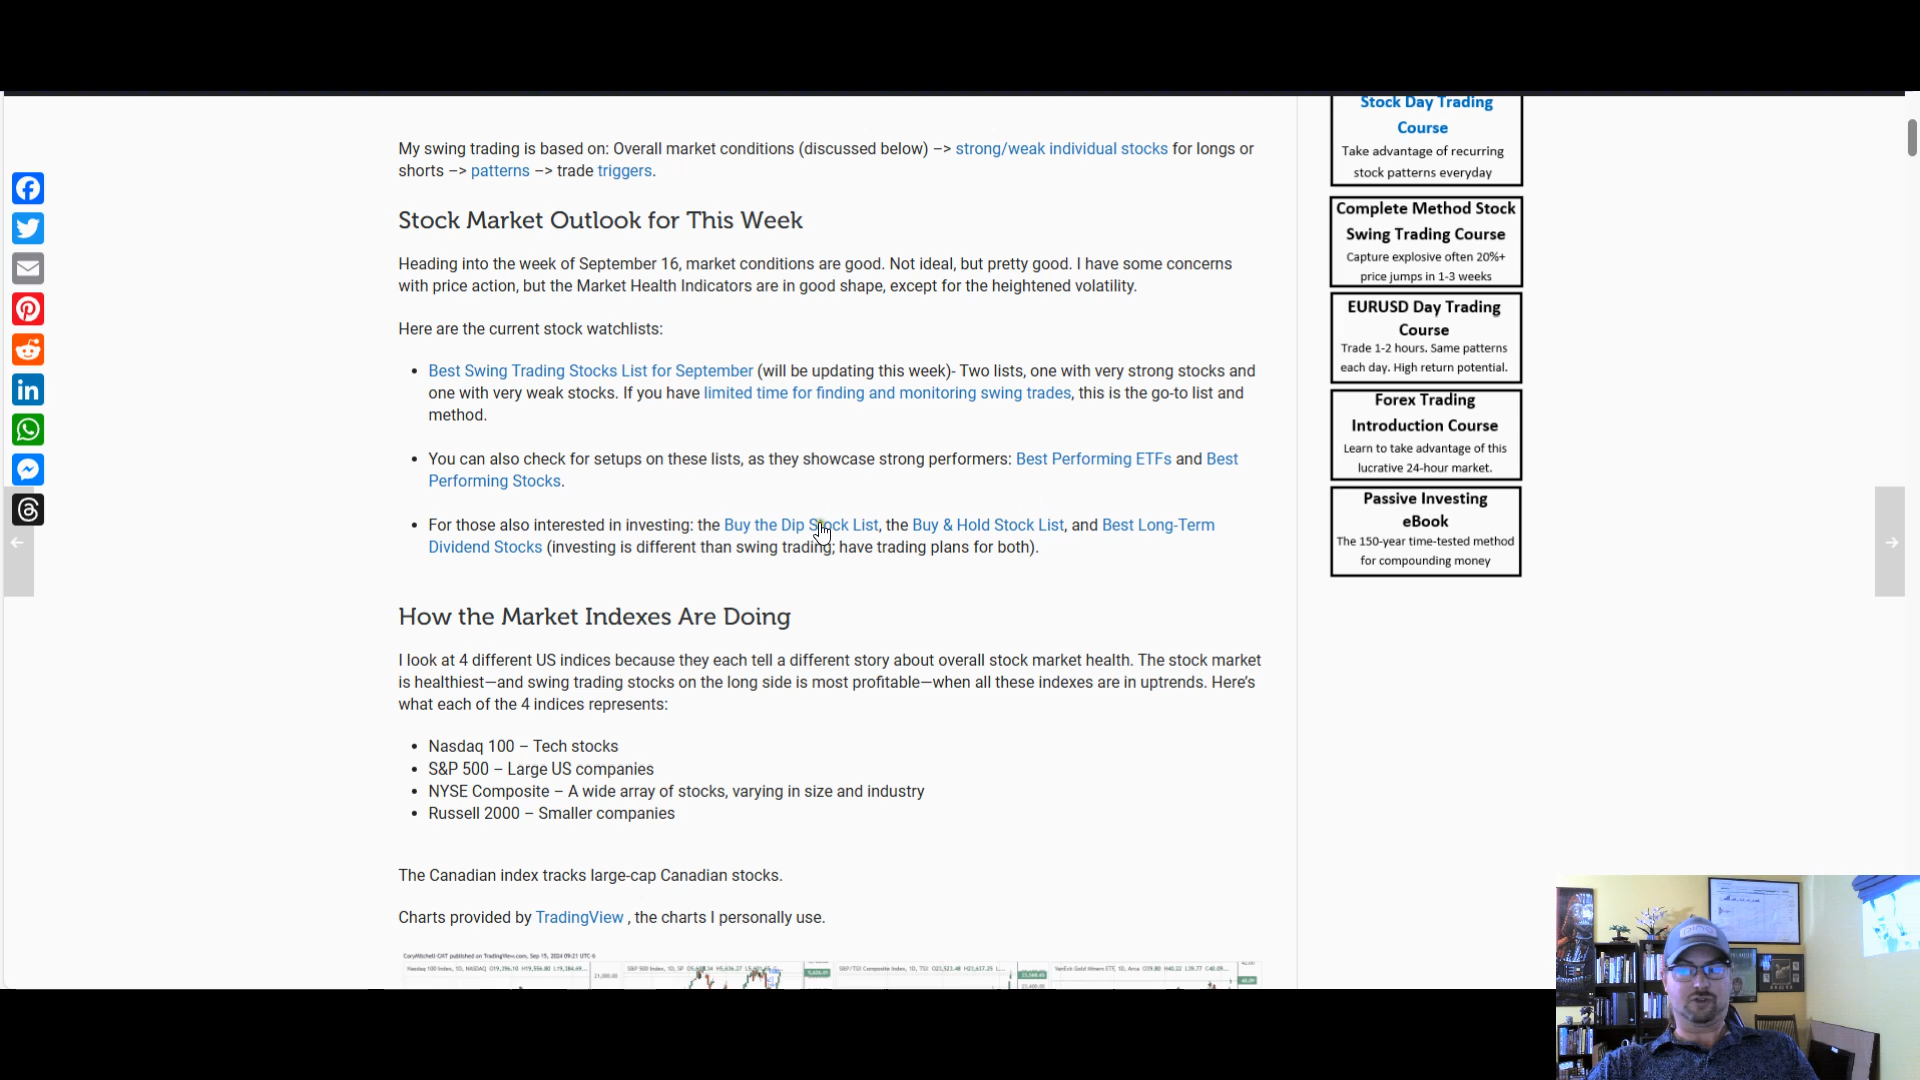 My swing trading is based on: Overall market conditions (discussed below) –> strong/weak individual stocks for longs or
shorts –> patterns –> trade triggers.
Stock Market Outlook for This Week
Heading into the week of September 16, market conditions are good. Not ideal, but pretty good. I have some concerns
with price action, but the Market Health Indicators are in good shape, except for the heightened volatility.
Here are the current stock watchlists:
• Best Swing Trading Stocks List for September (will be updating this week)- Two lists, one with very strong stocks and
one with very weak stocks. If you have limited time for finding and monitoring swing trades, this is the go-to list and
method.
• You can also check for setups on these lists, as they showcase strong performers: Best Performing ETFs and Best
Performing Stocks.
• For those also interested in investing: the Buy the Dip Stock List, the Buy & Hold Stock List, and Best Long-Term
Dividend Stocks (investing is different than swing trading; have trading plans for both).
How the Market Indexes Are Doing
I look at 4 different US indices because they each tell a different story about overall stock market health. The stock market
is healthiest—and swing trading stocks on the long side is most profitable—when all these indexes are in uptrends. Here's
what each of the 4 indices represents:
• Nasdaq 100 – Tech stocks
• S&P 500 – Large US companies
• NYSE Composite – A wide array of stocks, varying in size and industry
• Russell 2000 – Smaller companies
The Canadian index tracks large-cap Canadian stocks.
Charts provided by TradingView , the charts I personally use.
CoryMitchell-CMT published on TradingView.com, Sep 15, 2024 09:21 UTC-6
Stock Day Trading
Course
Take advantage of recurring
stock patterns everyday
Complete Method Stock
Swing Trading Course
Capture explosive often 20%+
price jumps in 1-3 weeks
EURUSD Day Trading
Course
Trade 1-2 hours. Same patterns
each day. High return potential.
Forex Trading
Introduction Course
Learn to take advantage of this
lucrative 24-hour market.
Passive Investing
eBook
The 150-year time-tested method
for compounding money